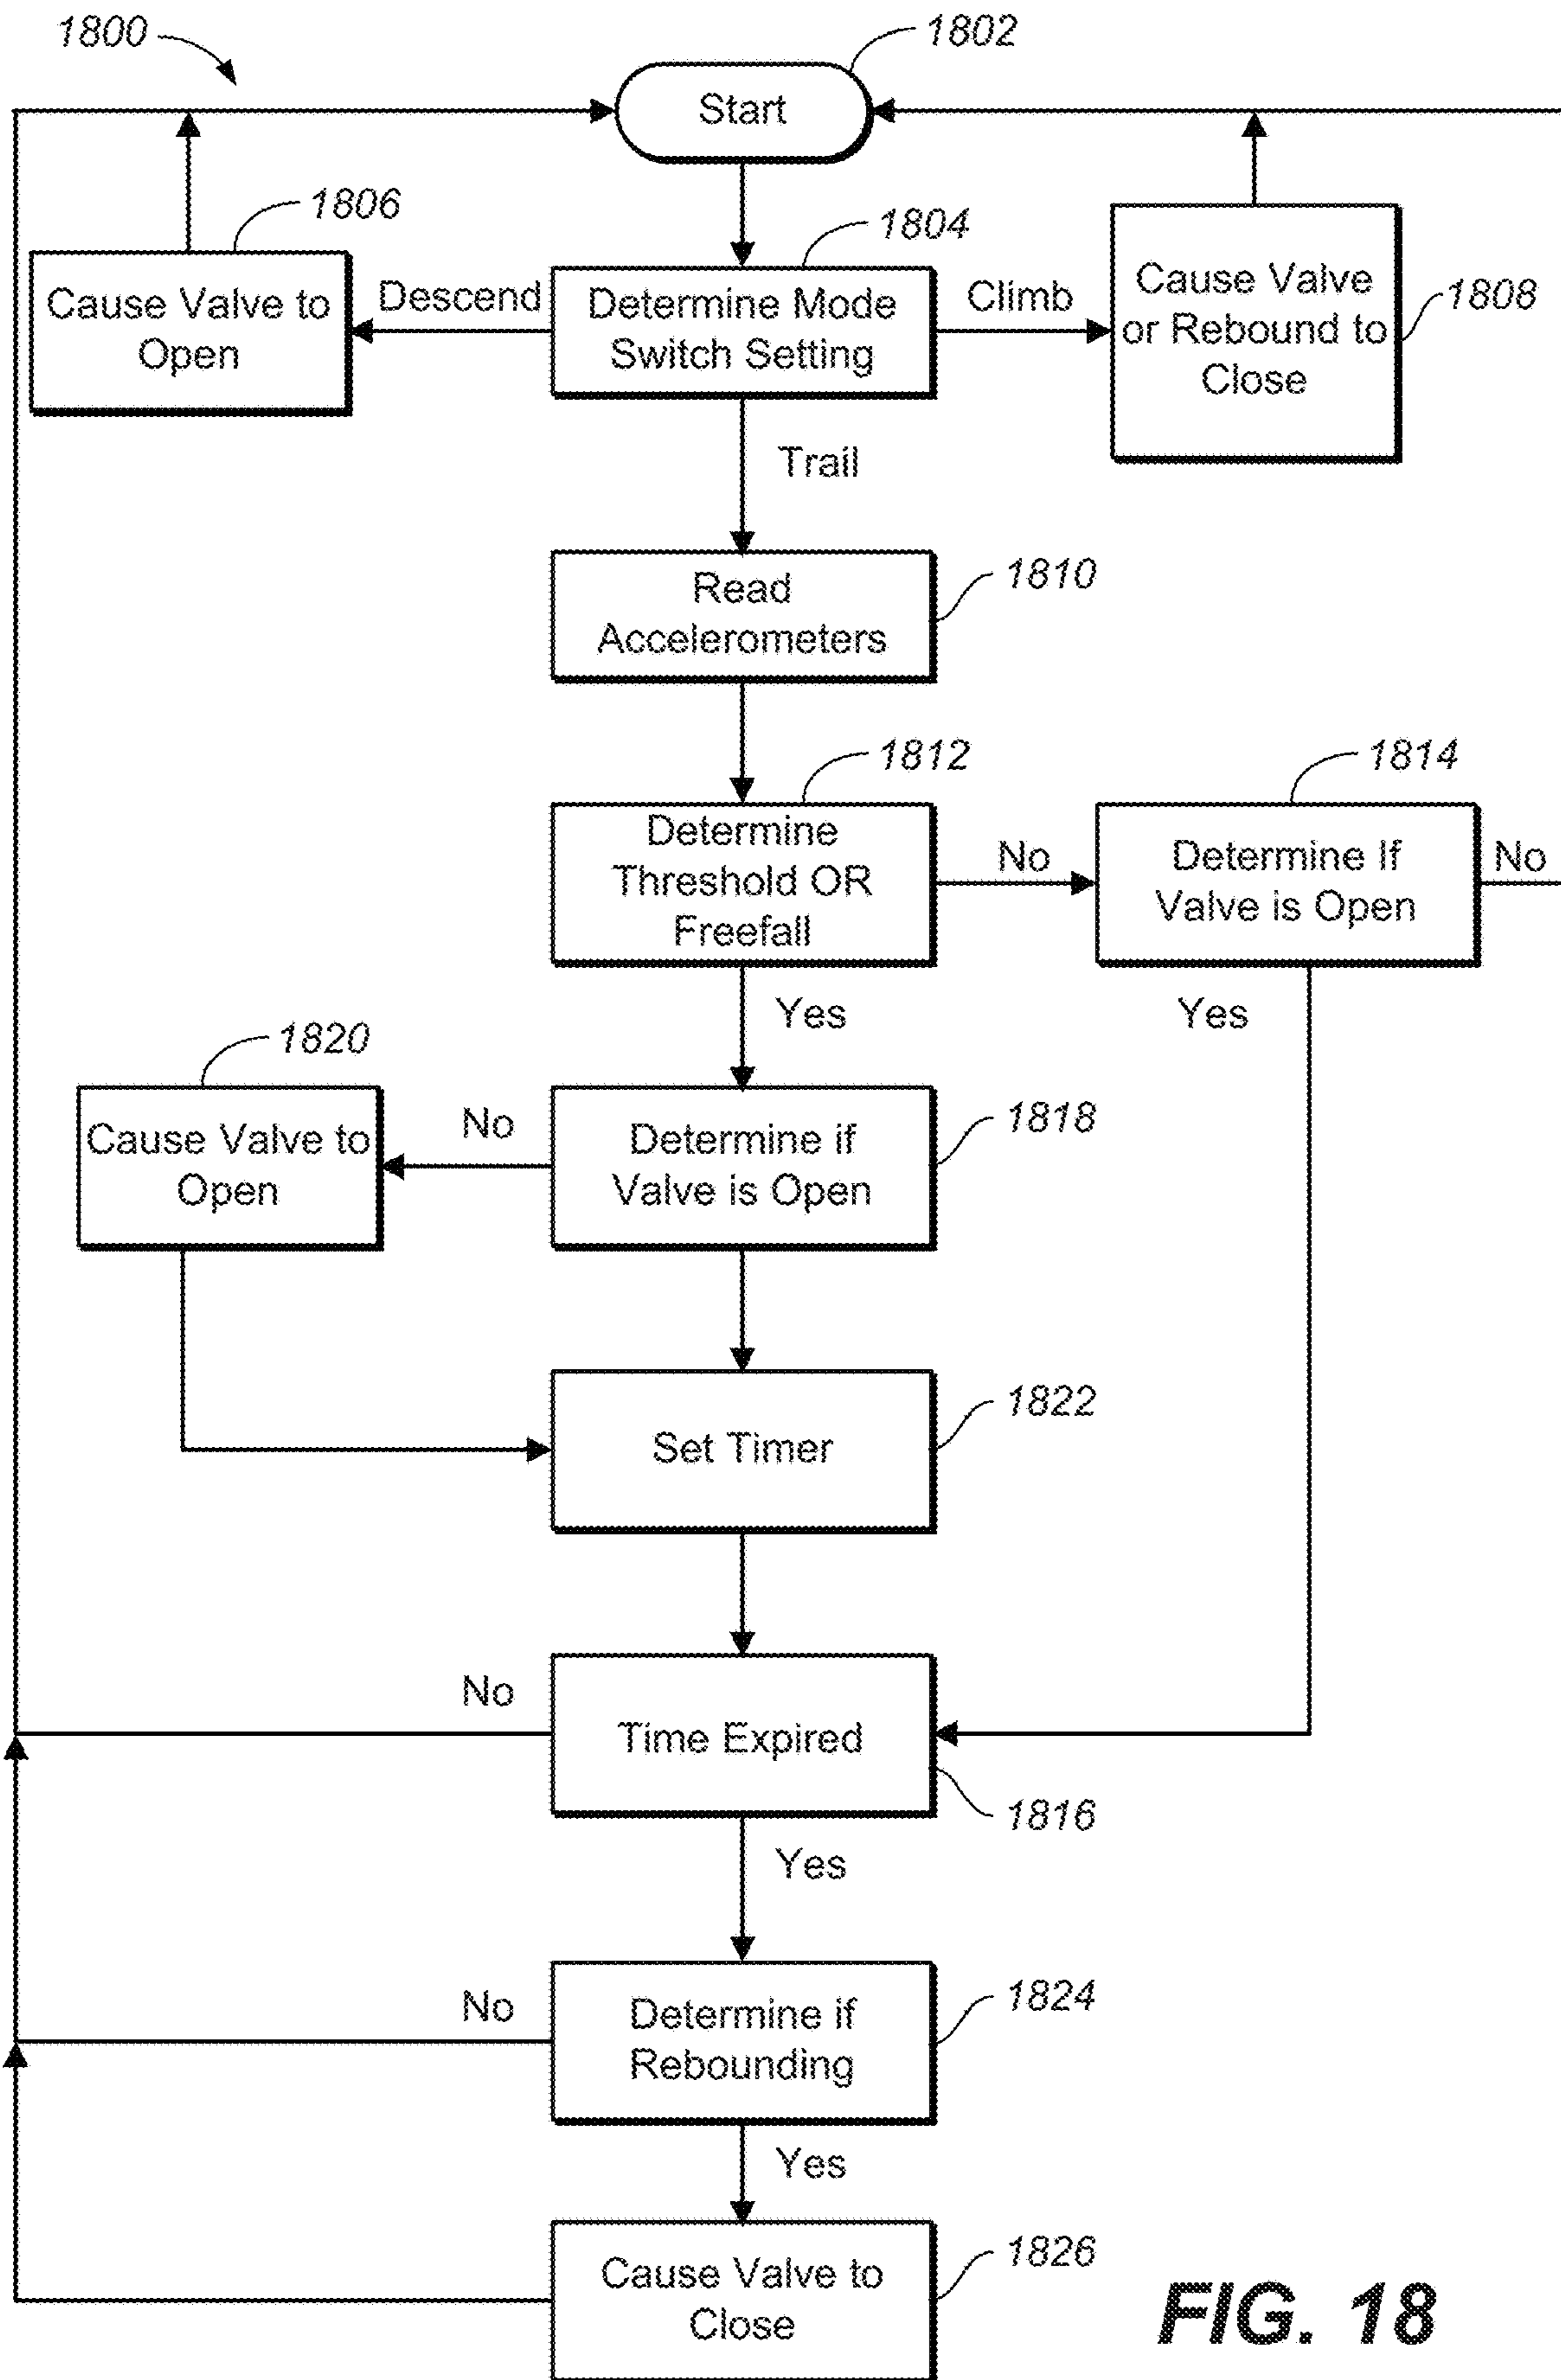 1800
1802
Start
1806
1804
Cause Valve to
Open
Descend
Determine Mode
Switch Setting
Climb
Cause Valve
or Rebound to
Close
1808
Trail
Read
Accelerometers
1810
1812
1814
Determine
Threshold OR
Freefall
No
Determine If
Valve is Open
No
Yes
Yes
1820
Cause Valve to
Open
No
Determine if
Valve is Open
1818
Set Timer
1822
No
Time Expired
1816
Yes
No
Determine if
Rebounding
1824
Yes
Cause Valve to
Close
1826
FIG. 18